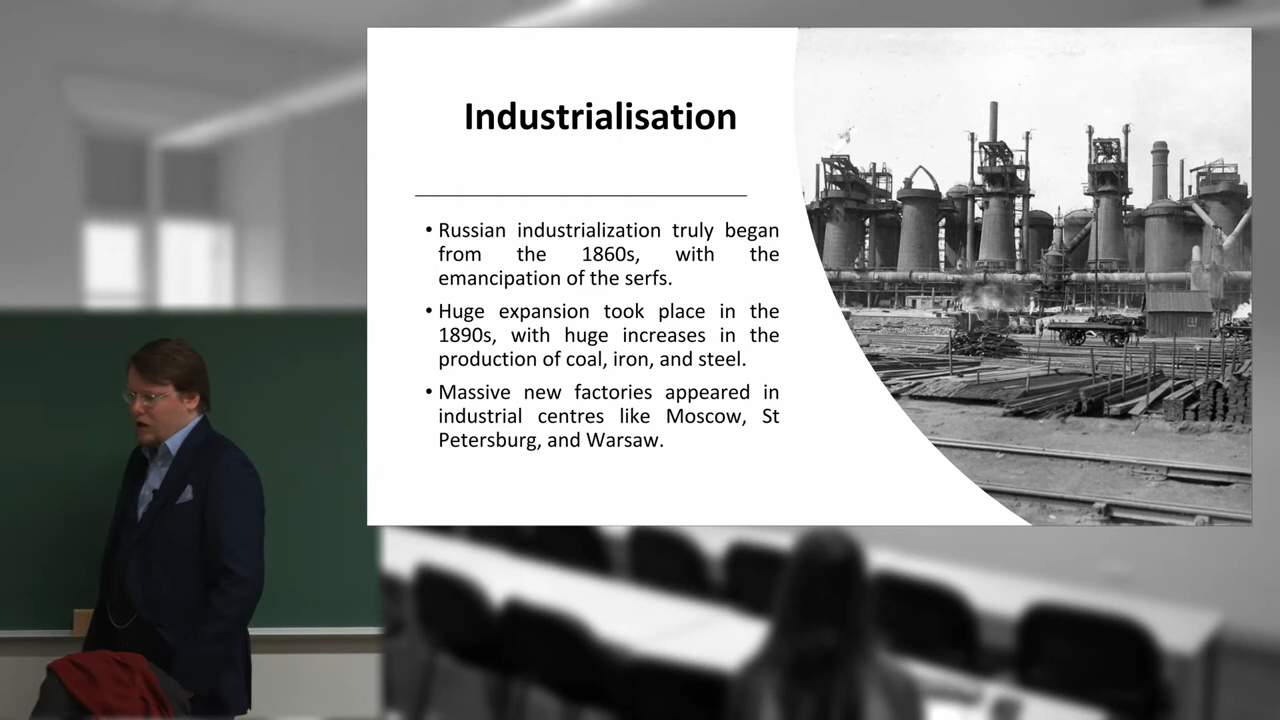 Industrialisation
• Russian industrialization truly began
from the 1860s, with the
emancipation of the serfs.
• Huge expansion took place in the
1890s, with huge increases in the
production of coal, iron, and steel.
• Massive new factories appeared in
industrial centres like Moscow, St
Petersburg, and Warsaw.